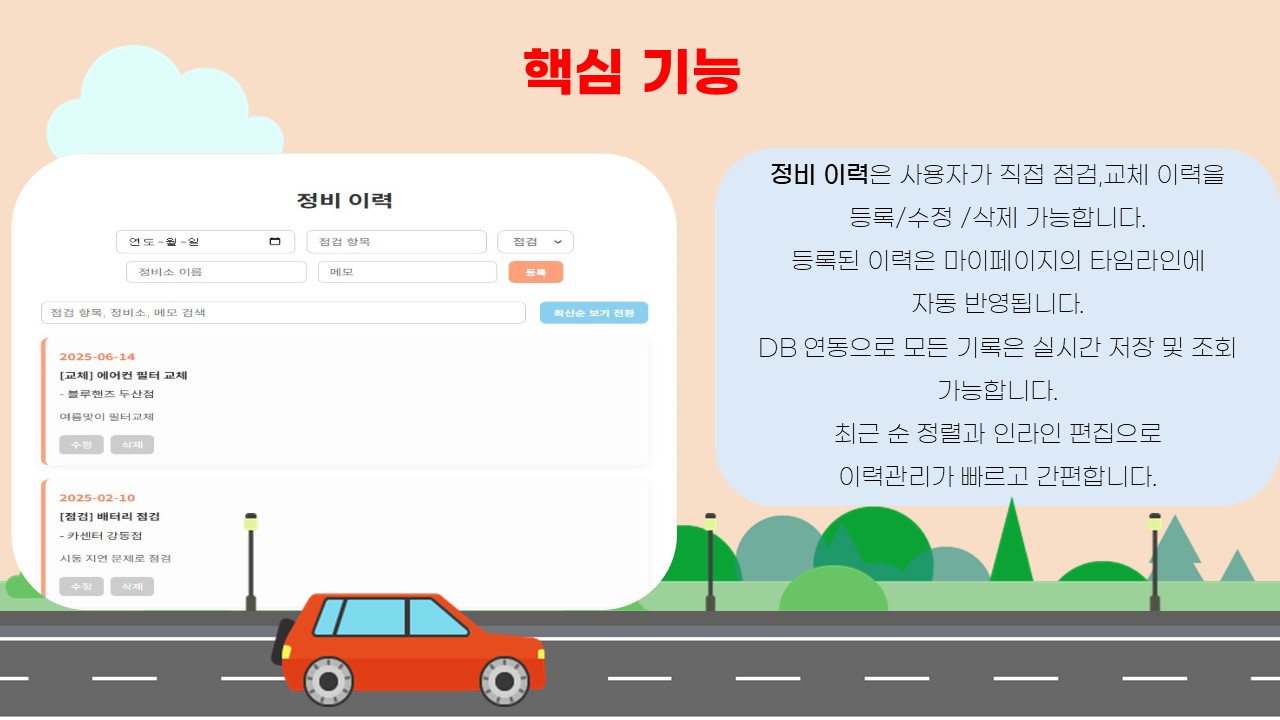 핵심 기능
정비 이력
연도-월-일
점검 항목
점검
정비소 이름
메모
등록
점검 항목, 정비소, 메모 검색
최신순 보기 전환
2025-06-14
[교체] 에어컨 필터 교체
- 블루핸즈 두산점
여름맞이 필터교체
수정 삭제
2025-02-10
[점검] 배터리 점검
- 카센터 강동점
시동 지연 문제로 점검
수정 삭제
정비 이력은 사용자가 직접 점검,교체 이력을
등록/수정 /삭제 가능합니다.
등록된 이력은 마이페이지의 타임라인에
자동 반영됩니다.
DB 연동으로 모든 기록은 실시간 저장 및 조회
가능합니다.
최근 순 정렬과 인라인 편집으로
이력관리가 빠르고 간편합니다.